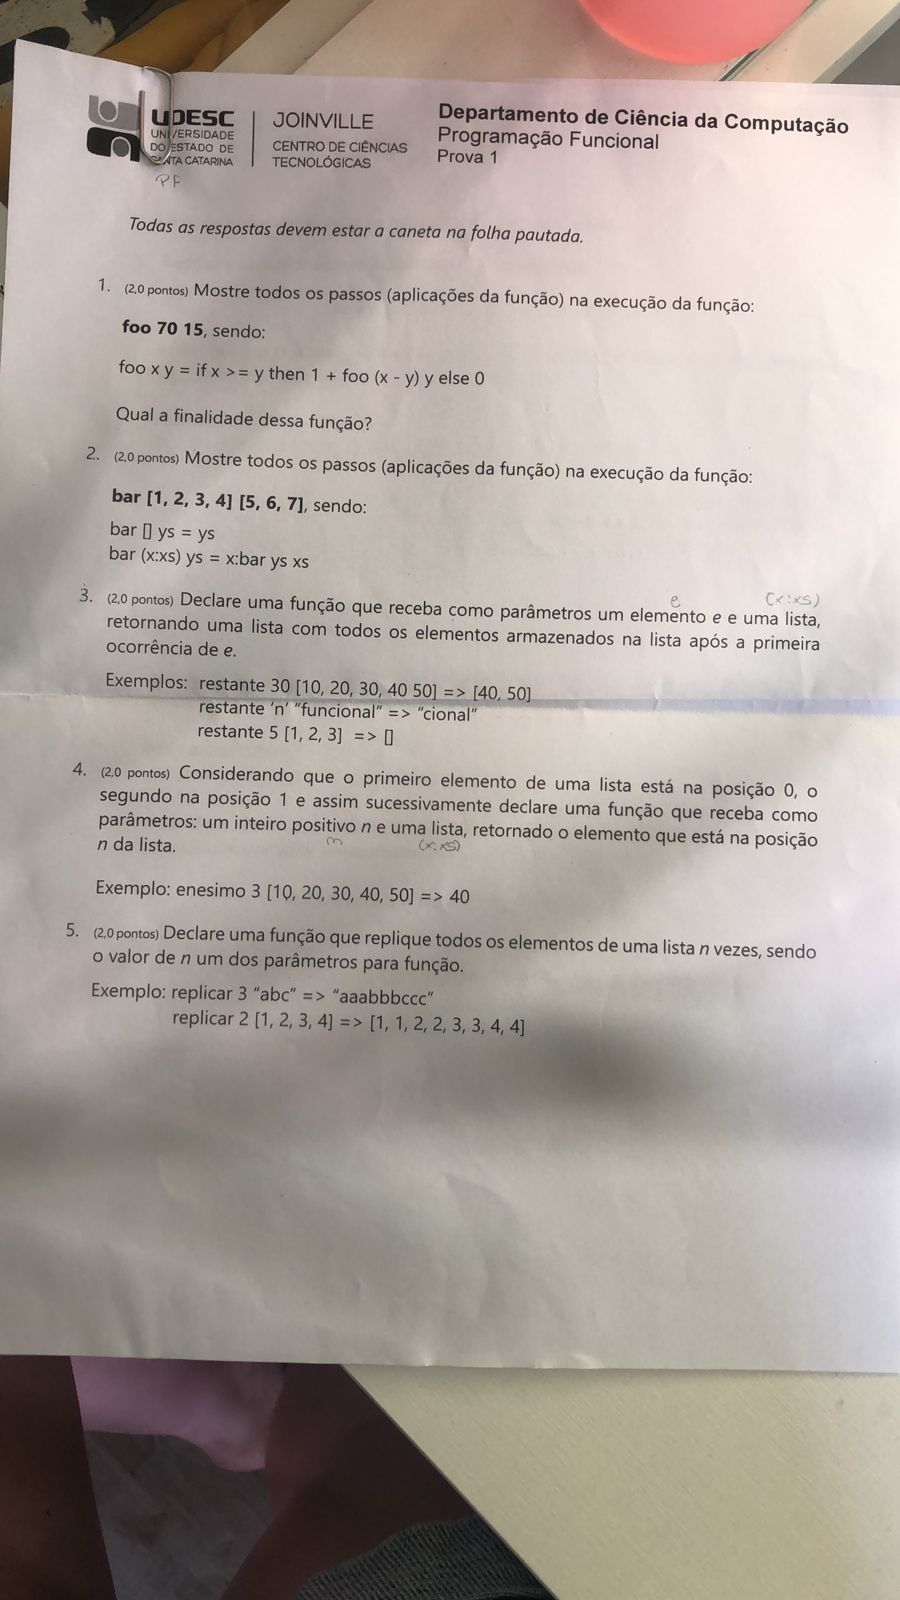 UDESC
UNIVERSIDADE
DO ESTADO DE
SANTA CATARINA
JOINVILLE
CENTRO DE CIÊNCIAS
TECNOLÓGICAS
Departamento de Ciência da Computação
Programação Funcional
Prova 1
PF
Todas as respostas devem estar a caneta na folha pautada.
1. (2,0 pontos) Mostre todos os passos (aplicações da função) na execução da função:
foo 70 15, sendo:
foo x y = if x >= y then 1 + foo (x - y) y else 0
Qual a finalidade dessa função?
2. (2,0 pontos) Mostre todos os passos (aplicações da função) na execução da função:
bar [1, 2, 3, 4] [5, 6, 7], sendo:
bar [] ys = ys
bar (x:xs) ys = x:bar ys xs
e (x:xs)
3. (2,0 pontos) Declare uma função que receba como parâmetros um elemento e e uma lista,
retornando uma lista com todos os elementos armazenados na lista após a primeira
ocorrência de e.
Exemplos: restante 30 [10, 20, 30, 40 50] => [40, 50]
restante 'n' "funcional" => "cional"
restante 5 [1, 2, 3] => []
4. (2,0 pontos) Considerando que o primeiro elemento de uma lista está na posição 0, o
segundo na posição 1 e assim sucessivamente declare uma função que receba como
parâmetros: um inteiro positivo n e uma lista, retornado o elemento que está na posição
n da lista.
n (x:xs)
Exemplo: enesimo 3 [10, 20, 30, 40, 50] => 40
5. (2,0 pontos) Declare uma função que replique todos os elementos de uma lista n vezes, sendo
o valor de n um dos parâmetros para função.
Exemplo: replicar 3 "abc" => "aaabbbccc"
replicar 2 [1, 2, 3, 4] => [1, 1, 2, 2, 3, 3, 4, 4]